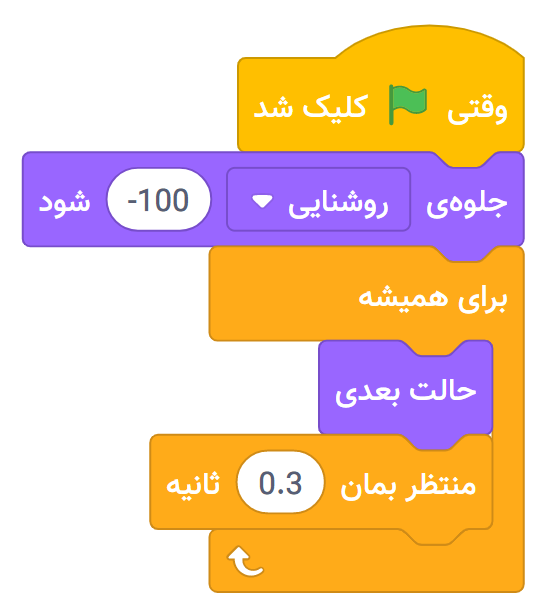 وقتی کلیک شد
جلوه‌ی روشنایی -100 شود
برای همیشه
حالت بعدی
منتظر بمان 0.3 ثانیه